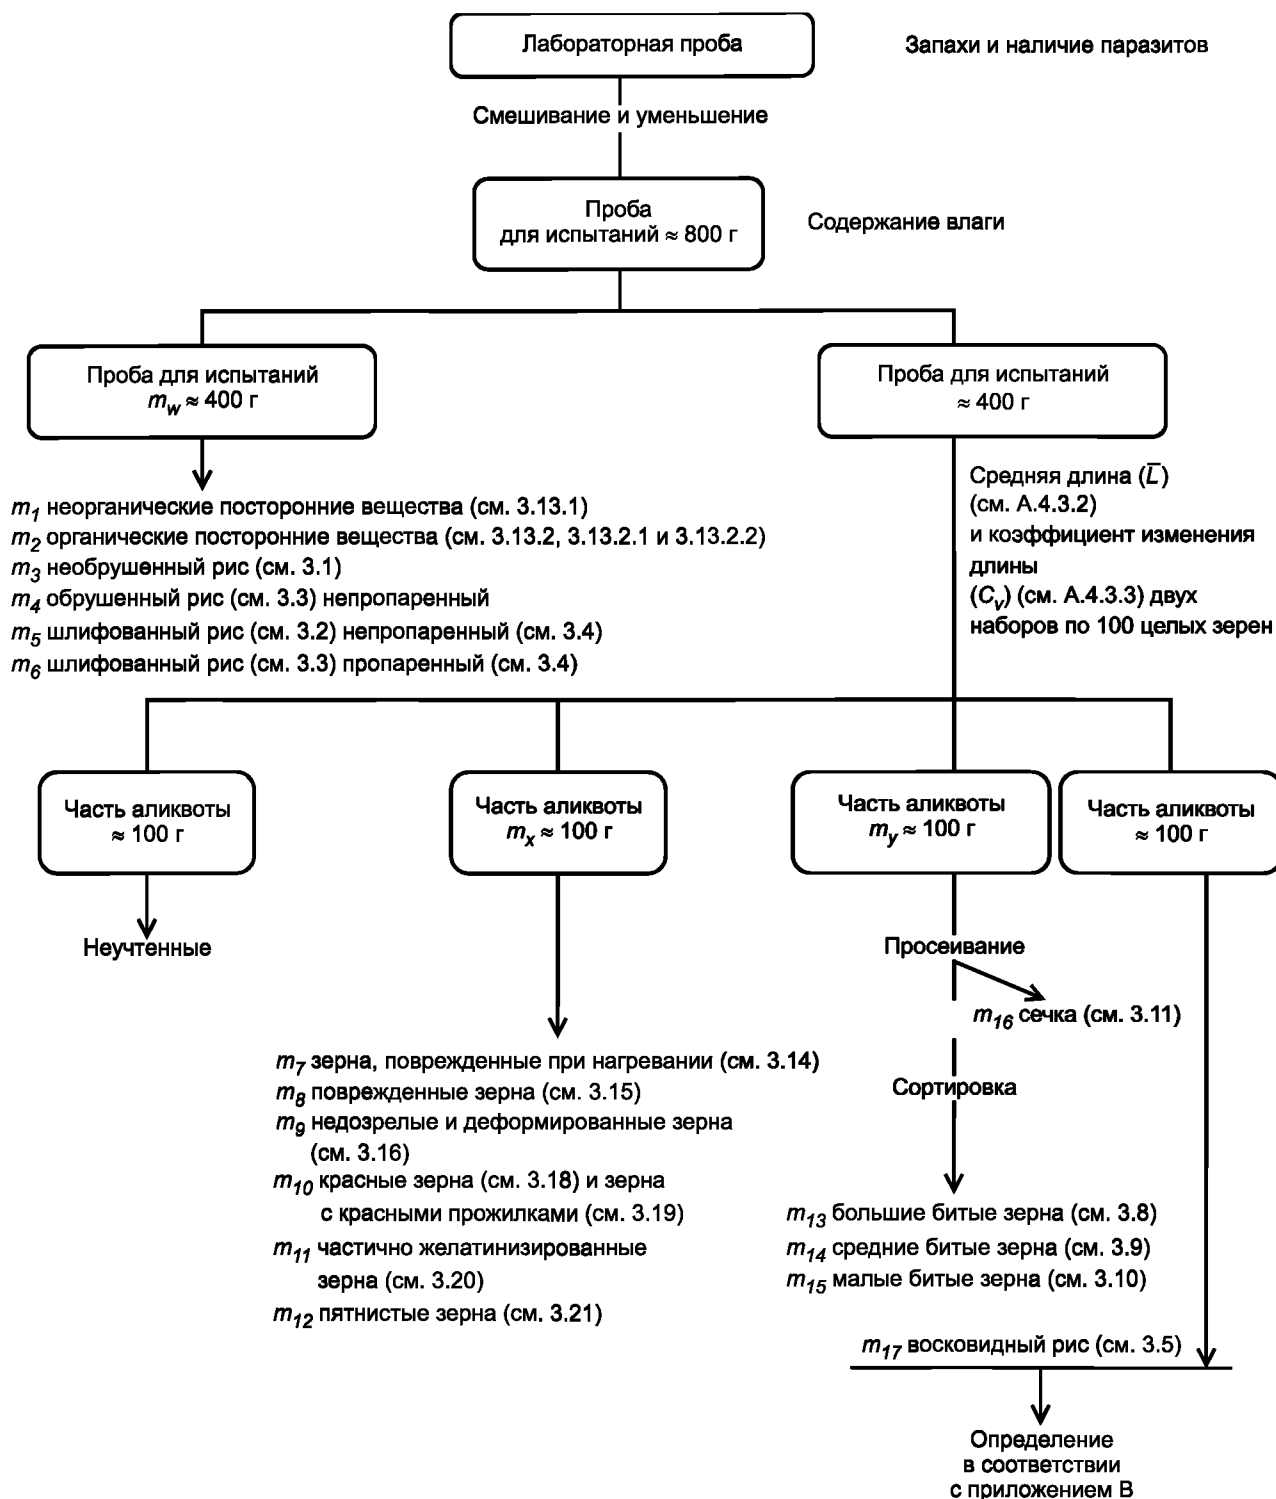 Лабораторная проба
Запахи и наличие паразитов
Смешивание и уменьшение
Проба
для испытаний ≈ 800 г
Содержание влаги
Проба для испытаний
m_w ≈ 400 г
Проба для испытаний
≈ 400 г
m_1 неорганические посторонние вещества (см. 3.13.1)
m_2 органические посторонние вещества (см. 3.13.2, 3.13.2.1 и 3.13.2.2)
m_3 необрушенный рис (см. 3.1)
m_4 обрушенный рис (см. 3.3) непропаренный
m_5 шлифованный рис (см. 3.2) непропаренный (см. 3.4)
m_6 шлифованный рис (см. 3.3) пропаренный (см. 3.4)
Средняя длина (L̅)
(см. А.4.3.2)
и коэффициент изменения
длины
(C_v) (см. А.4.3.3) двух
наборов по 100 целых зерен
Часть аликвоты
≈ 100 г
Часть аликвоты
m_x ≈ 100 г
Часть аликвоты
m_y ≈ 100 г
Часть аликвоты
≈ 100 г
Неучтенные
Просеивание
m_16 сечка (см. 3.11)
Сортировка
m_7 зерна, поврежденные при нагревании (см. 3.14)
m_8 поврежденные зерна (см. 3.15)
m_9 недозрелые и деформированные зерна
(см. 3.16)
m_10 красные зерна (см. 3.18) и зерна
с красными прожилками (см. 3.19)
m_11 частично желатинизированные
зерна (см. 3.20)
m_12 пятнистые зерна (см. 3.21)
m_13 большие битые зерна (см. 3.8)
m_14 средние битые зерна (см. 3.9)
m_15 малые битые зерна (см. 3.10)
m_17 восковидный рис (см. 3.5)
Определение
в соответствии
с приложением В